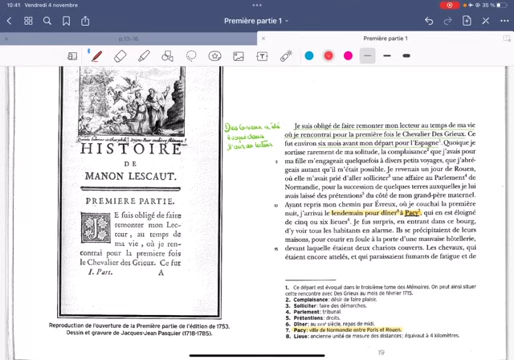 10:41 Vendredi 4 novembre
35 %
Première partie 1
p.15-16
Première partie 1
HISTOIRE
DE
MANON LESCAUT.
PREMIERE PARTIE.
JE suis obligé de faire
remonter mon Lec-
teur, au temps de
ma vie, où je ren-
contrai pour la premiere fois
le Chevalier Des Grieux. Ce fut
I. Part. A
Reproduction de l'ouverture de la Première partie de l'édition de 1753.
Dessin et gravure de Jacques-Jean Pasquier (1718-1785).
Je suis obligé de faire remonter mon lecteur au temps de ma vie
où je rencontrai pour la première fois le Chevalier Des Grieux. Ce
fut environ six mois avant mon départ pour l'Espagne1. Quoique je
sortisse rarement de ma solitude, la complaisance2 que j'avais pour
5 ma fille m'engageait quelquefois à divers petits voyages, que j'abré-
geais autant qu'il m'était possible. Je revenais un jour de Rouen,
où elle m'avait prié d'aller solliciter3 une affaire au Parlement4 de
Normandie, pour la succession de quelques terres auxquelles je lui
avais laissé des prétentions5 du côté de mon grand-père maternel.
10 Ayant repris mon chemin par Évreux, où je couchai la première
nuit, j'arrivai le lendemain pour dîner6 à Pacy7, qui en est éloigné
de cinq ou six lieues8. Je fus surpris, en entrant dans ce bourg,
d'y voir tous les habitants en alarme. Ils se précipitaient de leurs
maisons, pour courir en foule à la porte d'une mauvaise hôtellerie,
15 devant laquelle étaient deux chariots couverts. Les chevaux, qui
étaient encore attelés, et qui paraissaient fumants de fatigue et de
1. Ce départ est évoqué dans le troisième tome des Mémoires. On peut ainsi situer
cette rencontre avec Des Grieux au mois de février 1715.
2. Complaisance: désir de faire plaisir.
3. Solliciter: faire des démarches.
4. Parlement: tribunal.
5. Prétentions: droits.
6. Dîner: au XVIIIe siècle, repas de midi.
7. Pacy: ville de Normandie entre Paris et Rouen.
8. Lieue: ancienne unité de mesure des distances; équivaut à 4 kilomètres.
19